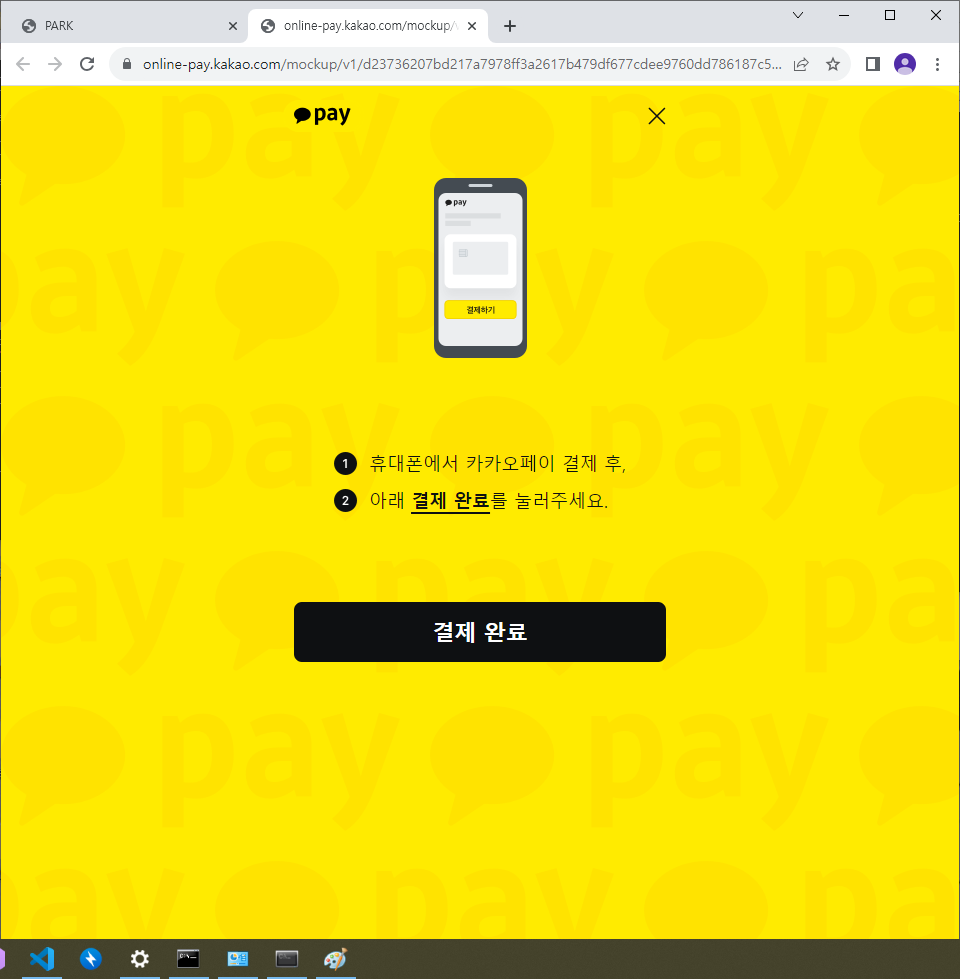 PARK
online-pay.kakao.com/mockup/v
online-pay.kakao.com/mockup/v1/d23736207bd217a7978ff3a2617b479df677cdee9760dd786187c5...
pay
pay
결제하기
1 휴대폰에서 카카오페이 결제 후,
2 아래 결제 완료를 눌러주세요.
결제 완료